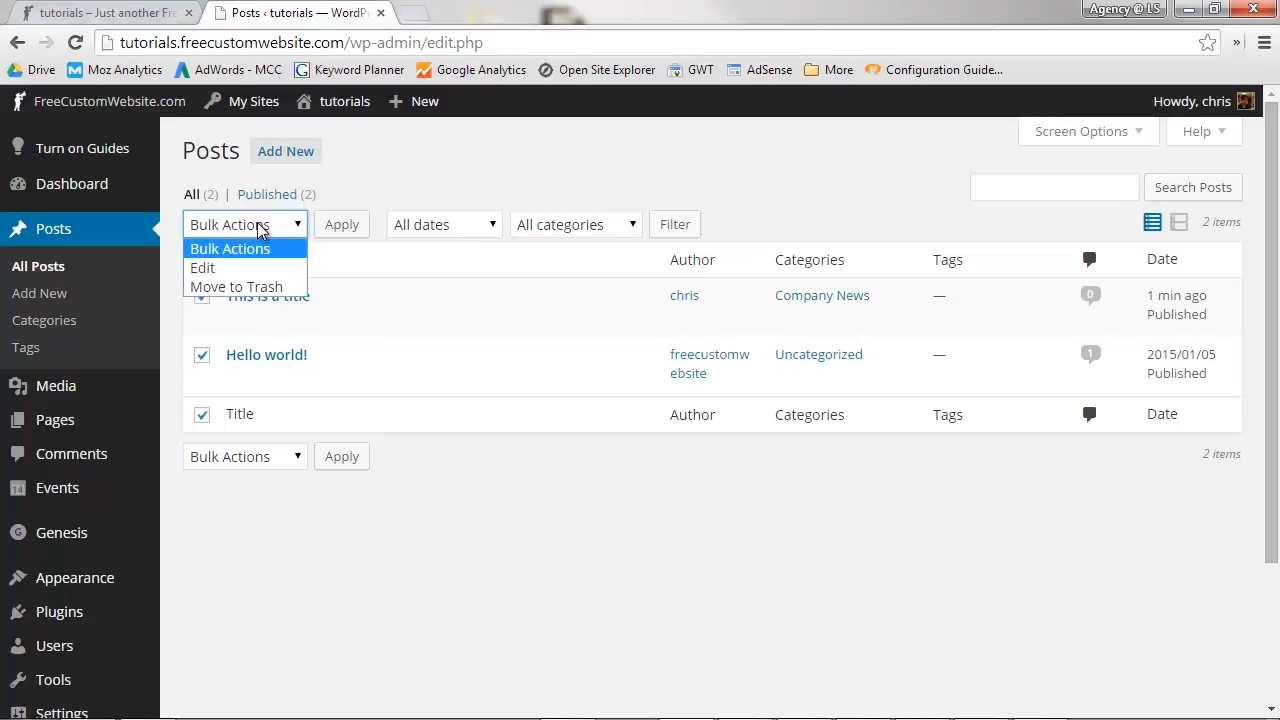 tutorials – Just another Fre
Posts ‹ tutorials — WordPr
Agency @ LS
tutorials.freecustomwebsite.com/wp-admin/edit.php
Drive
Moz Analytics
AdWords - MCC
Keyword Planner
Google Analytics
Open Site Explorer
GWT
AdSense
More
Configuration Guide...
FreeCustomWebsite.com
My Sites
tutorials
New
Howdy, chris
Turn on Guides
Dashboard
Posts
All Posts
Add New
Categories
Tags
Media
Pages
Comments
14
Events
G
Genesis
Appearance
Plugins
Users
Tools
Settings
Screen Options
Help
Posts
Add New
All (2) | Published (2)
Search Posts
Bulk Actions
Apply
All dates
All categories
Filter
2 items
Bulk Actions
Edit
Move to Trash
Author
Categories
Tags
Date
This is a title
chris
Company News
—
0
1 min ago
Published
Hello world!
freecustomw
ebsite
Uncategorized
—
1
2015/01/05
Published
Title
Author
Categories
Tags
Date
Bulk Actions
Apply
2 items